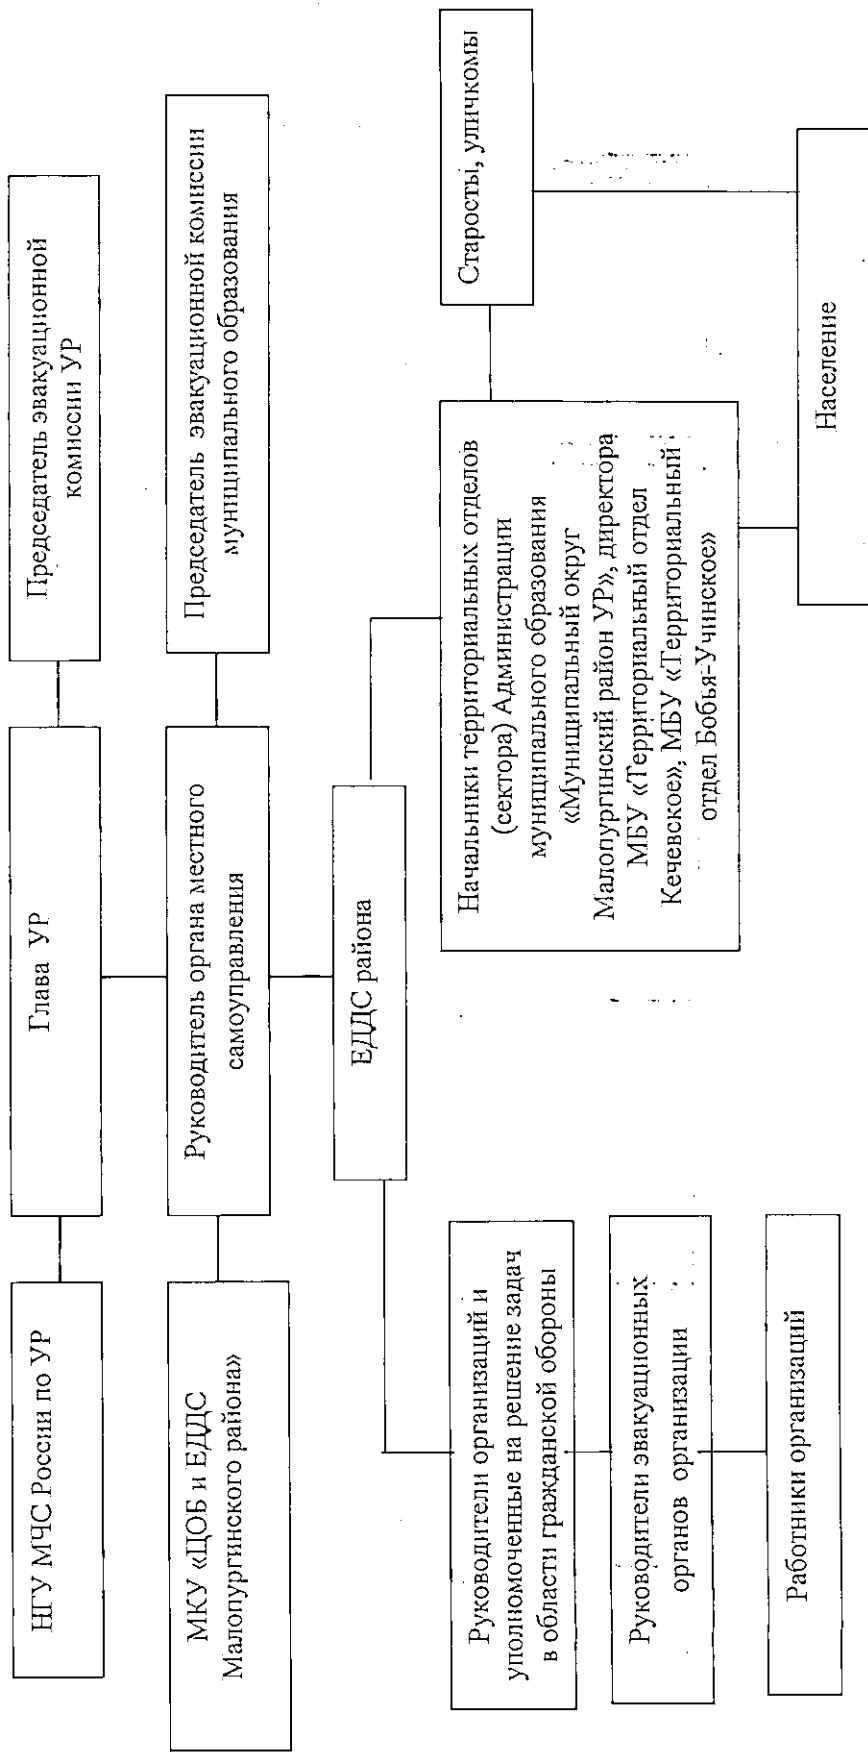 НГУ МЧС России по УР
Глава УР
Председатель эвакуационной
комиссии УР
МКУ «ЦОБ и ЕДДС
Малопургинского района»
Руководитель органа местного
самоуправления
Председатель эвакуационной комиссии
муниципального образования
ЕДДС района
Руководители организаций и
уполномоченные на решение задач
в области гражданской обороны
Руководители эвакуационных
органов организации
Работники организаций
Начальники территориальных отделов
(сектора) Администрации
муниципального образования
«Муниципальный округ
Малопургинский район УР», директора
МБУ «Территориальный отдел
Кечевское», МБУ «Территориальный
отдел Бобья-Учинское»
Старосты, уличкомы
Население